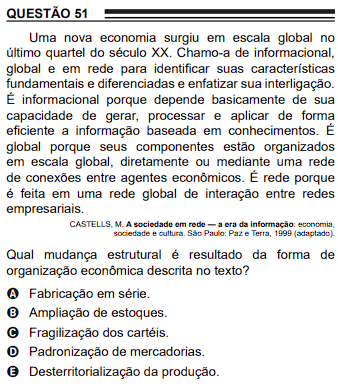 QUESTÃO 51
Uma nova economia surgiu em escala global no
último quartel do século XX. Chamo-a de informacional,
global e em rede para identificar suas características
fundamentais e diferenciadas e enfatizar sua interligação.
É informacional porque depende basicamente de sua
capacidade de gerar, processar e aplicar de forma
eficiente a informação baseada em conhecimentos. É
global porque seus componentes estão organizados
em escala global, diretamente ou mediante uma rede
de conexões entre agentes econômicos. É rede porque
é feita em uma rede global de interação entre redes
empresariais.
CASTELLS, M. A sociedade em rede — a era da informação: economia,
sociedade e cultura. São Paulo: Paz e Terra, 1999 (adaptado).
Qual mudança estrutural é resultado da forma de
organização econômica descrita no texto?
A Fabricação em série.
B Ampliação de estoques.
C Fragilização dos cartéis.
D Padronização de mercadorias.
E Desterritorialização da produção.